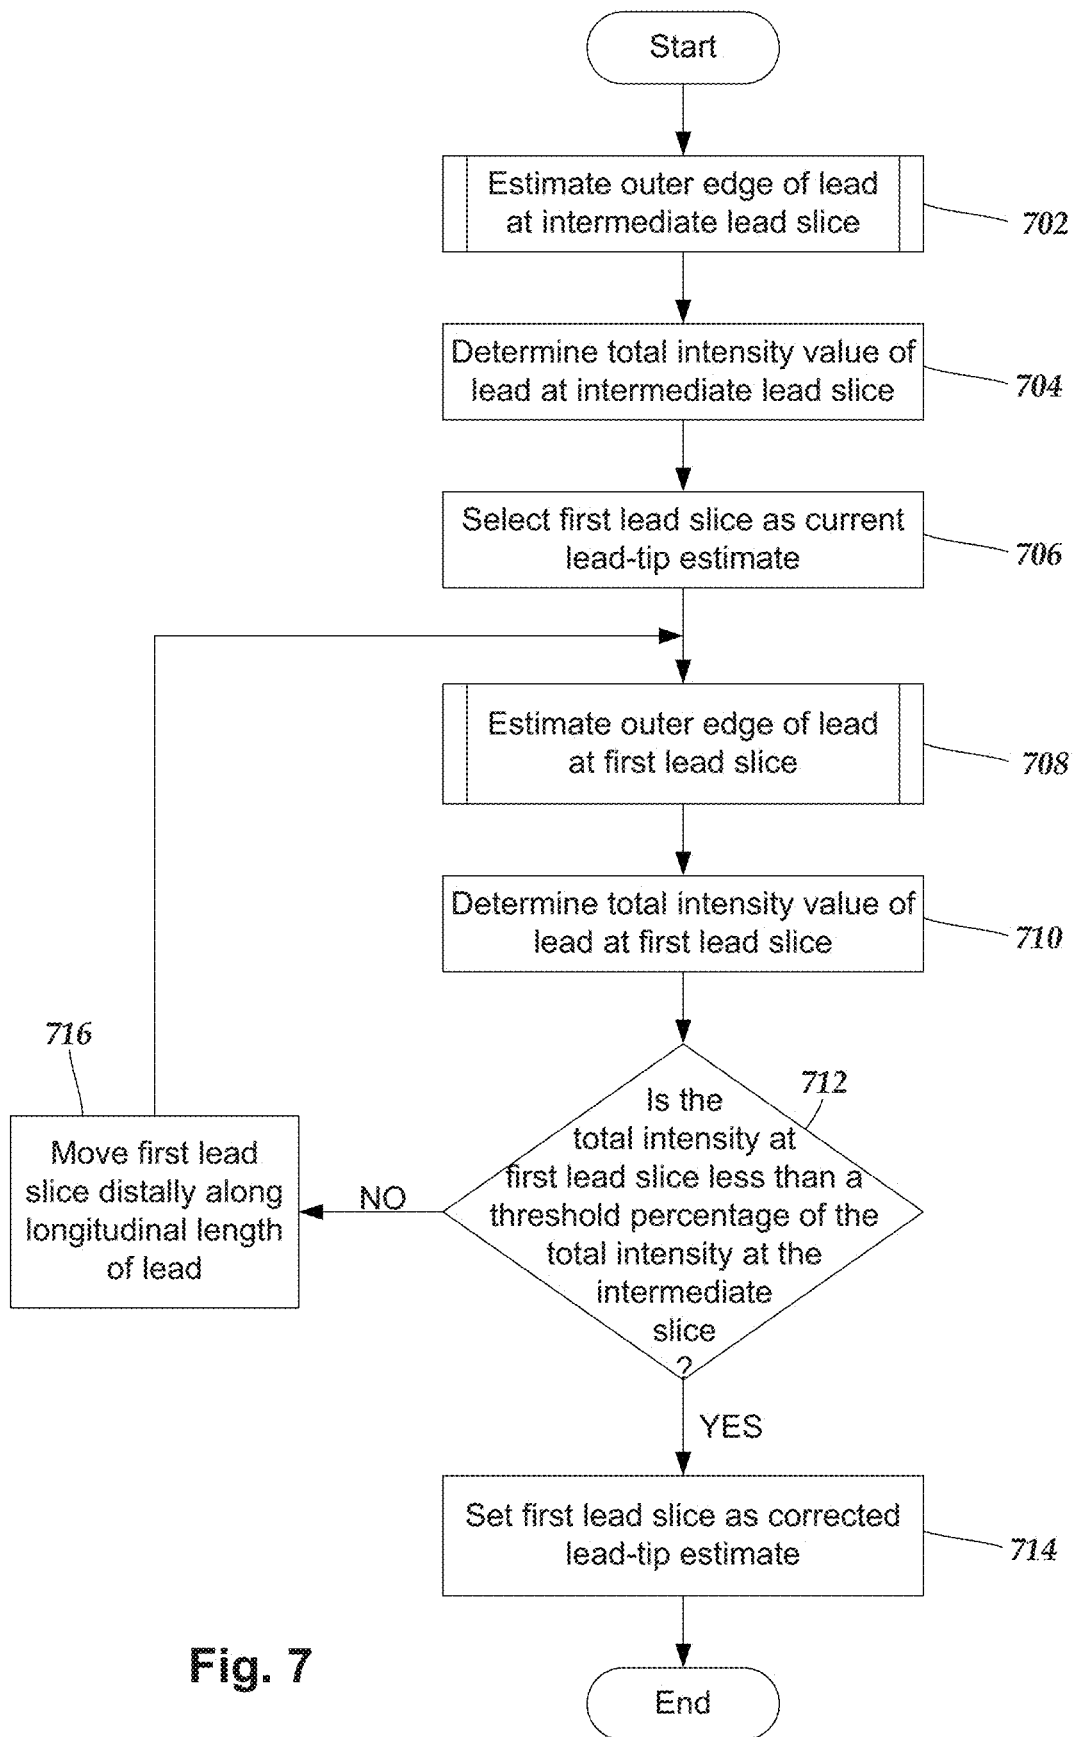 Start
Estimate outer edge of lead
at intermediate lead slice
702
Determine total intensity value of
lead at intermediate lead slice
704
Select first lead slice as current
lead-tip estimate
706
Estimate outer edge of lead
at first lead slice
708
Determine total intensity value of
lead at first lead slice
710
716
Move first lead
slice distally along
longitudinal length
of lead
NO
712
Is the
total intensity at
first lead slice less than a
threshold percentage of the
total intensity at the
intermediate
slice
?
YES
Set first lead slice as corrected
lead-tip estimate
714
Fig. 7
End